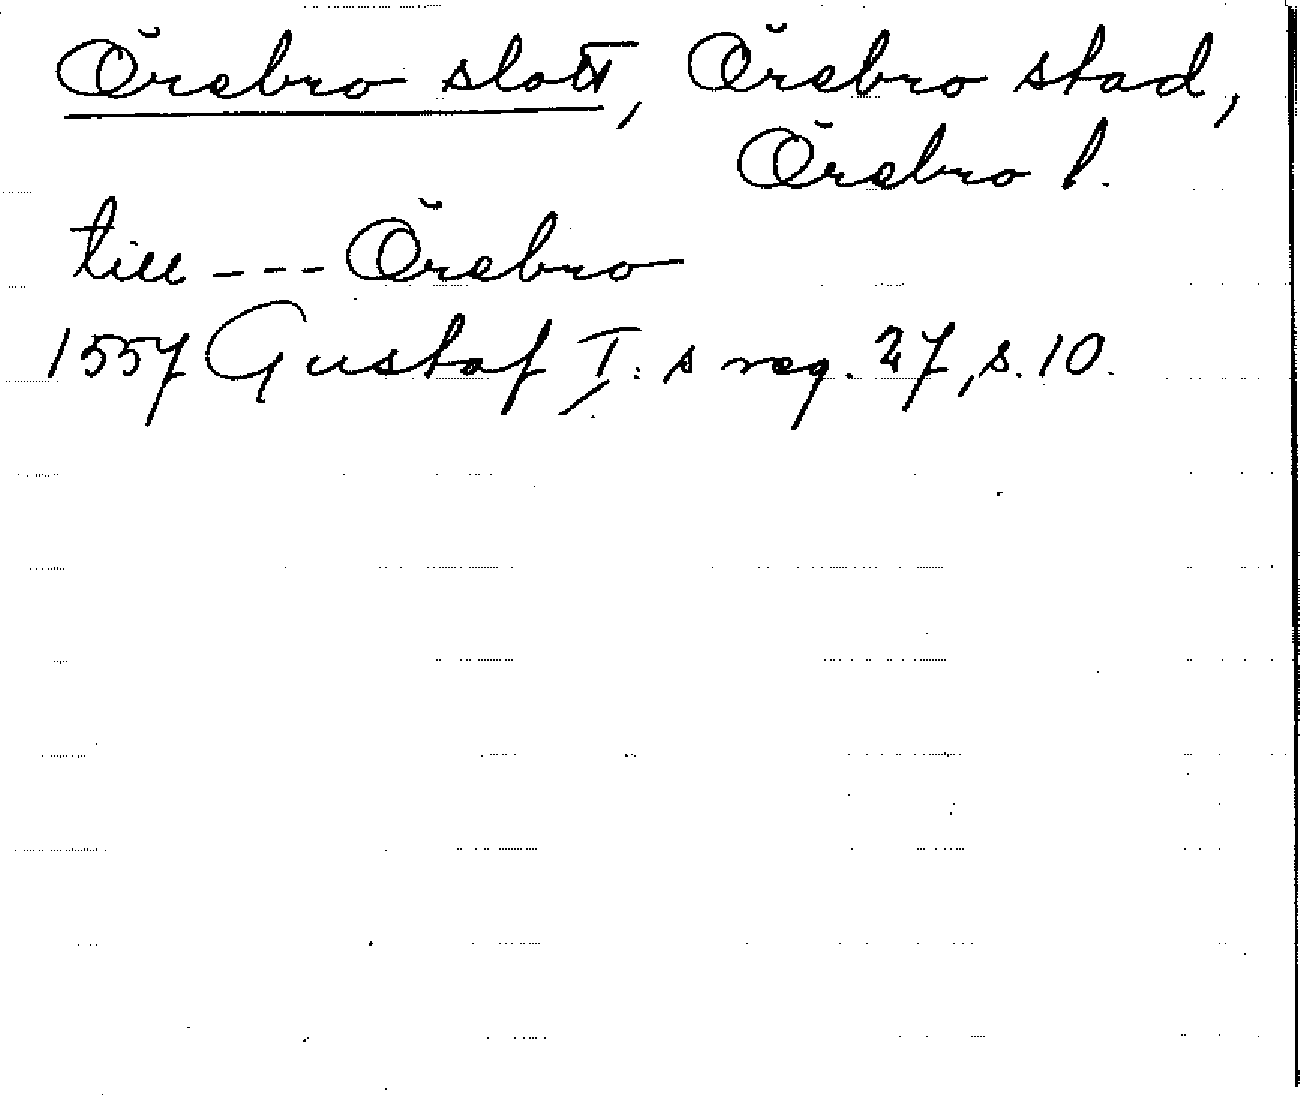 Örebro slott, Örebro stad,
Örebro l.
till --- Örebro
1557 Gustaf I:s reg. 27, s. 10.